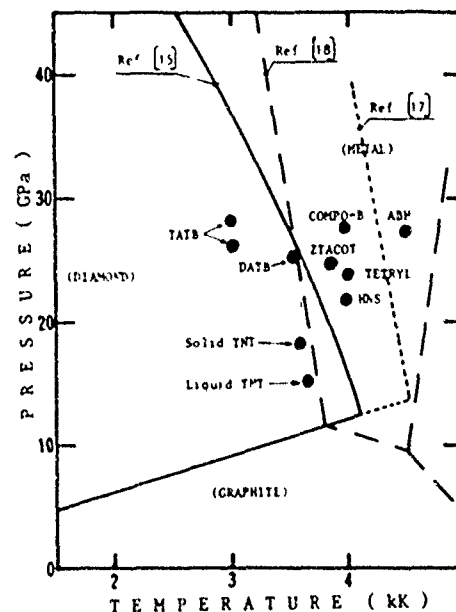 Ref [15]
Ref [18]
Ref [17]
(METAL)
COMPO-B
ABH
TATB
ZTACOT
DATB
TETRYL
HNS
(DIAMOND)
Solid TNT
Liquid TNT
(GRAPHITE)
40
30
20
10
0
2
3
4
PRESSURE (GPa)
TEMPERATURE (kK)